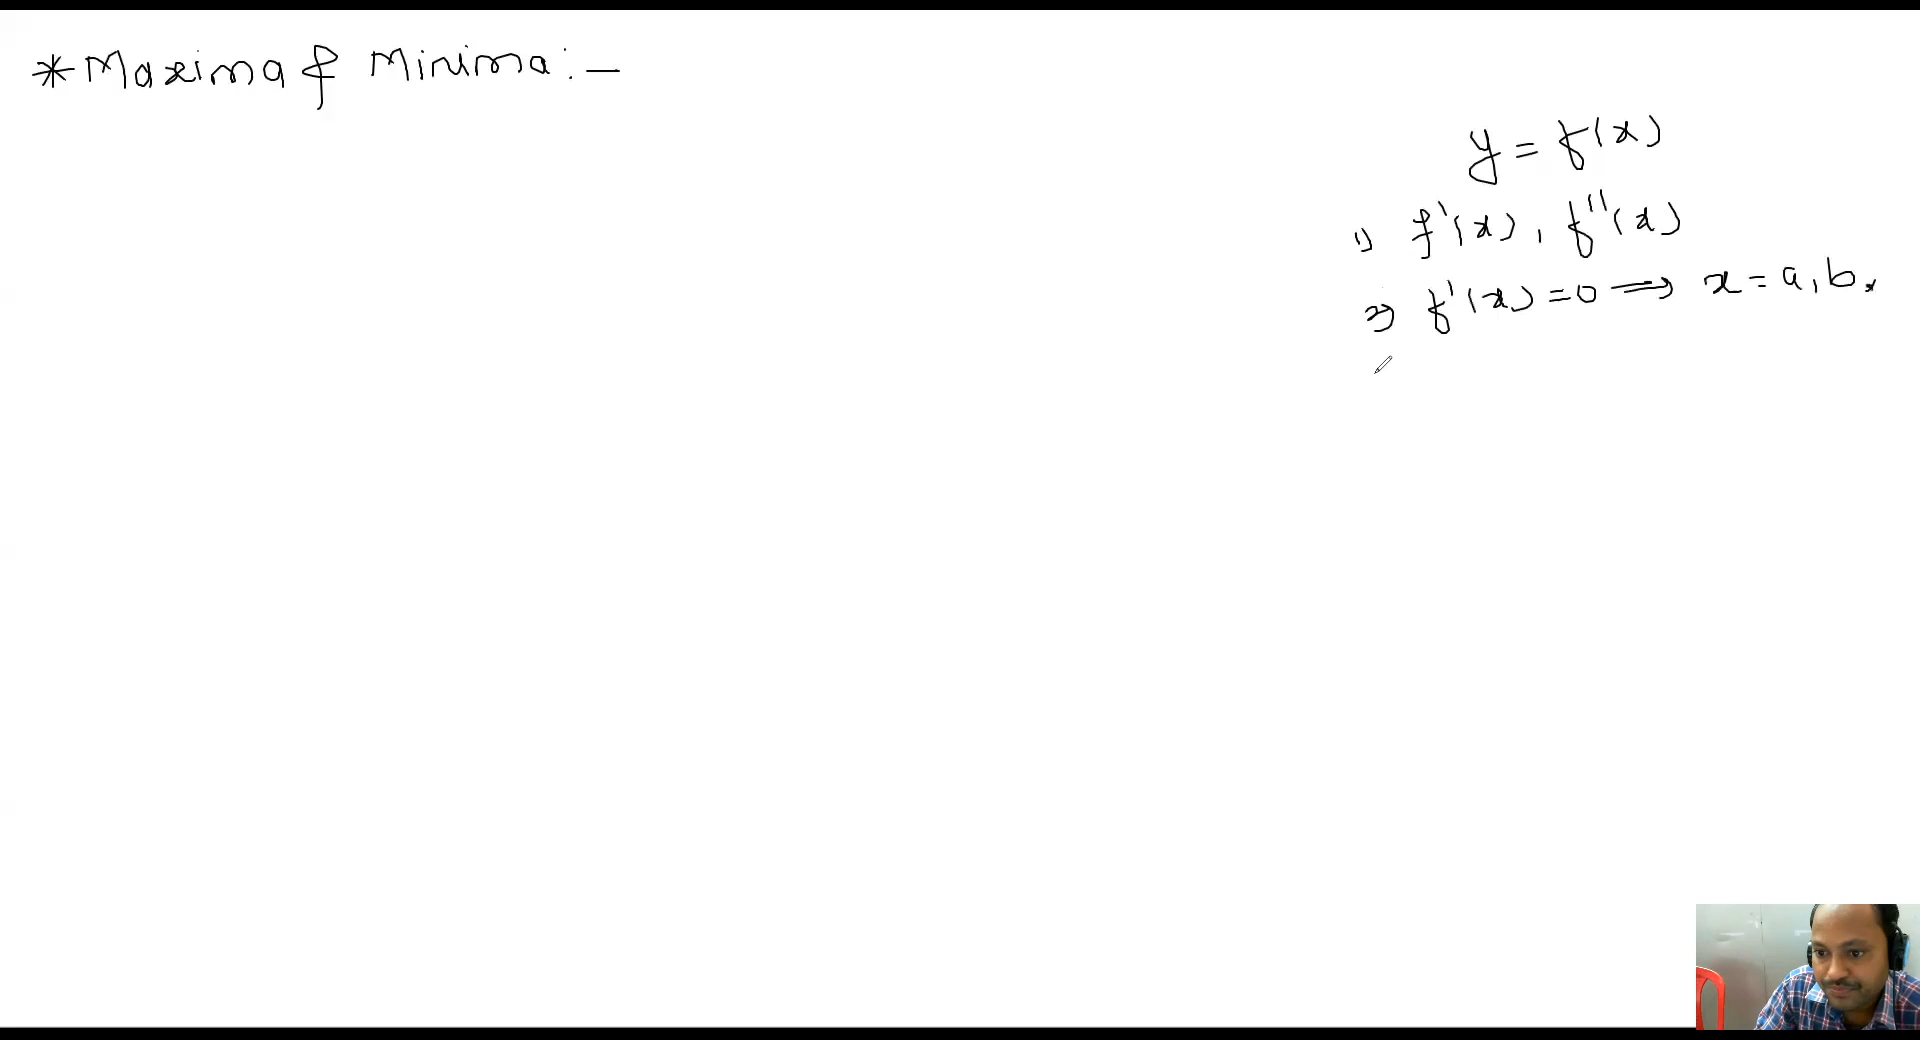 * Maxima & Minima :-
y = f(x)
1) f'(x), f''(x)
2) f'(x) = 0 ⟹ x = a, b.